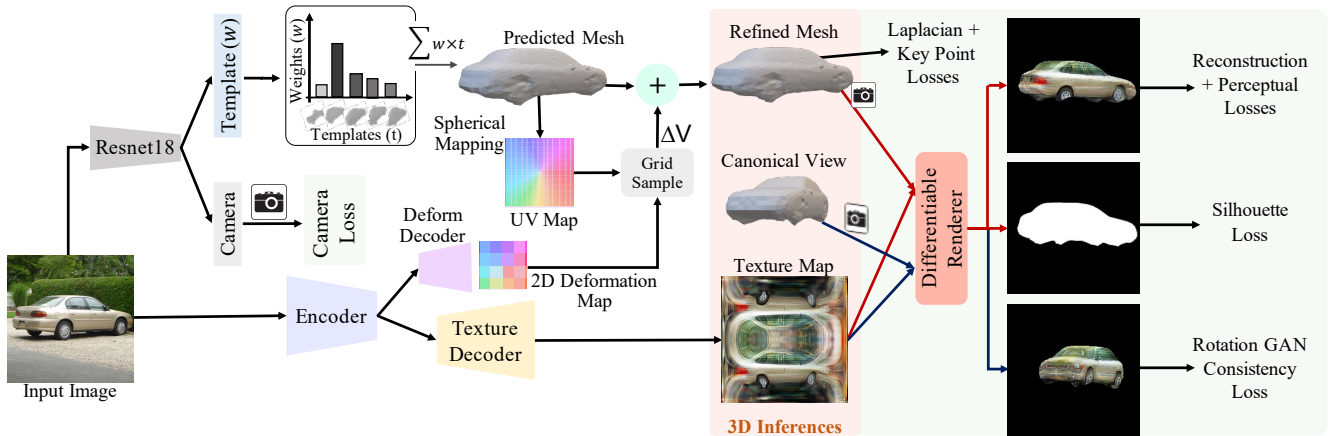 Resnet18
Template (w)
Weights (w)
Templates (t)
∑ w×t
Predicted Mesh
Spherical
Mapping
UV Map
ΔV
+
Grid
Sample
Camera
Camera
Loss
Input Image
Encoder
Deform
Decoder
2D Deformation
Map
Texture
Decoder
Refined Mesh
Canonical View
Texture Map
3D Inferences
Laplacian +
Key Point
Losses
Differentiable
Renderer
Reconstruction
+ Perceptual
Losses
Silhouette
Loss
Rotation GAN
Consistency
Loss